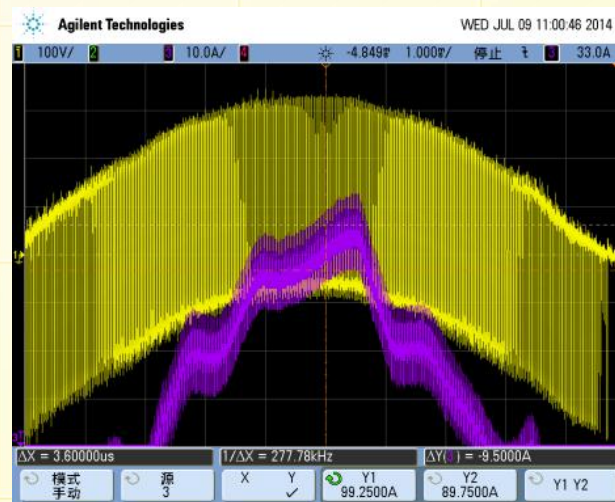 Agilent Technologies WED JUL 09 11:00:46 2014
1 100V/ 2 3 10.0A/ 4 -4.849 1.000 停止 3 33.0A
ΔX = 3.60000us 1/ΔX = 277.78kHz ΔY(3) = -9.5000A
模式 源 X Y Y1 Y2 Y1 Y2
手动 3 ✓ 99.2500A 89.7500A